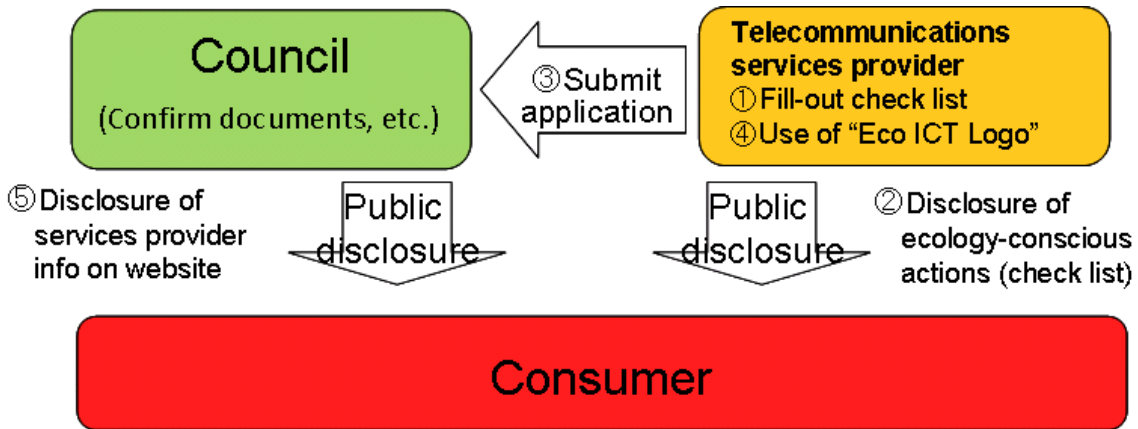 Council
(Confirm documents, etc.)
③Submit
application
Telecommunications
services provider
①Fill-out check list
④Use of “Eco ICT Logo”
⑤Disclosure of
services provider
info on website
Public
disclosure
Public
disclosure
②Disclosure of
ecology-conscious
actions (check list)
Consumer